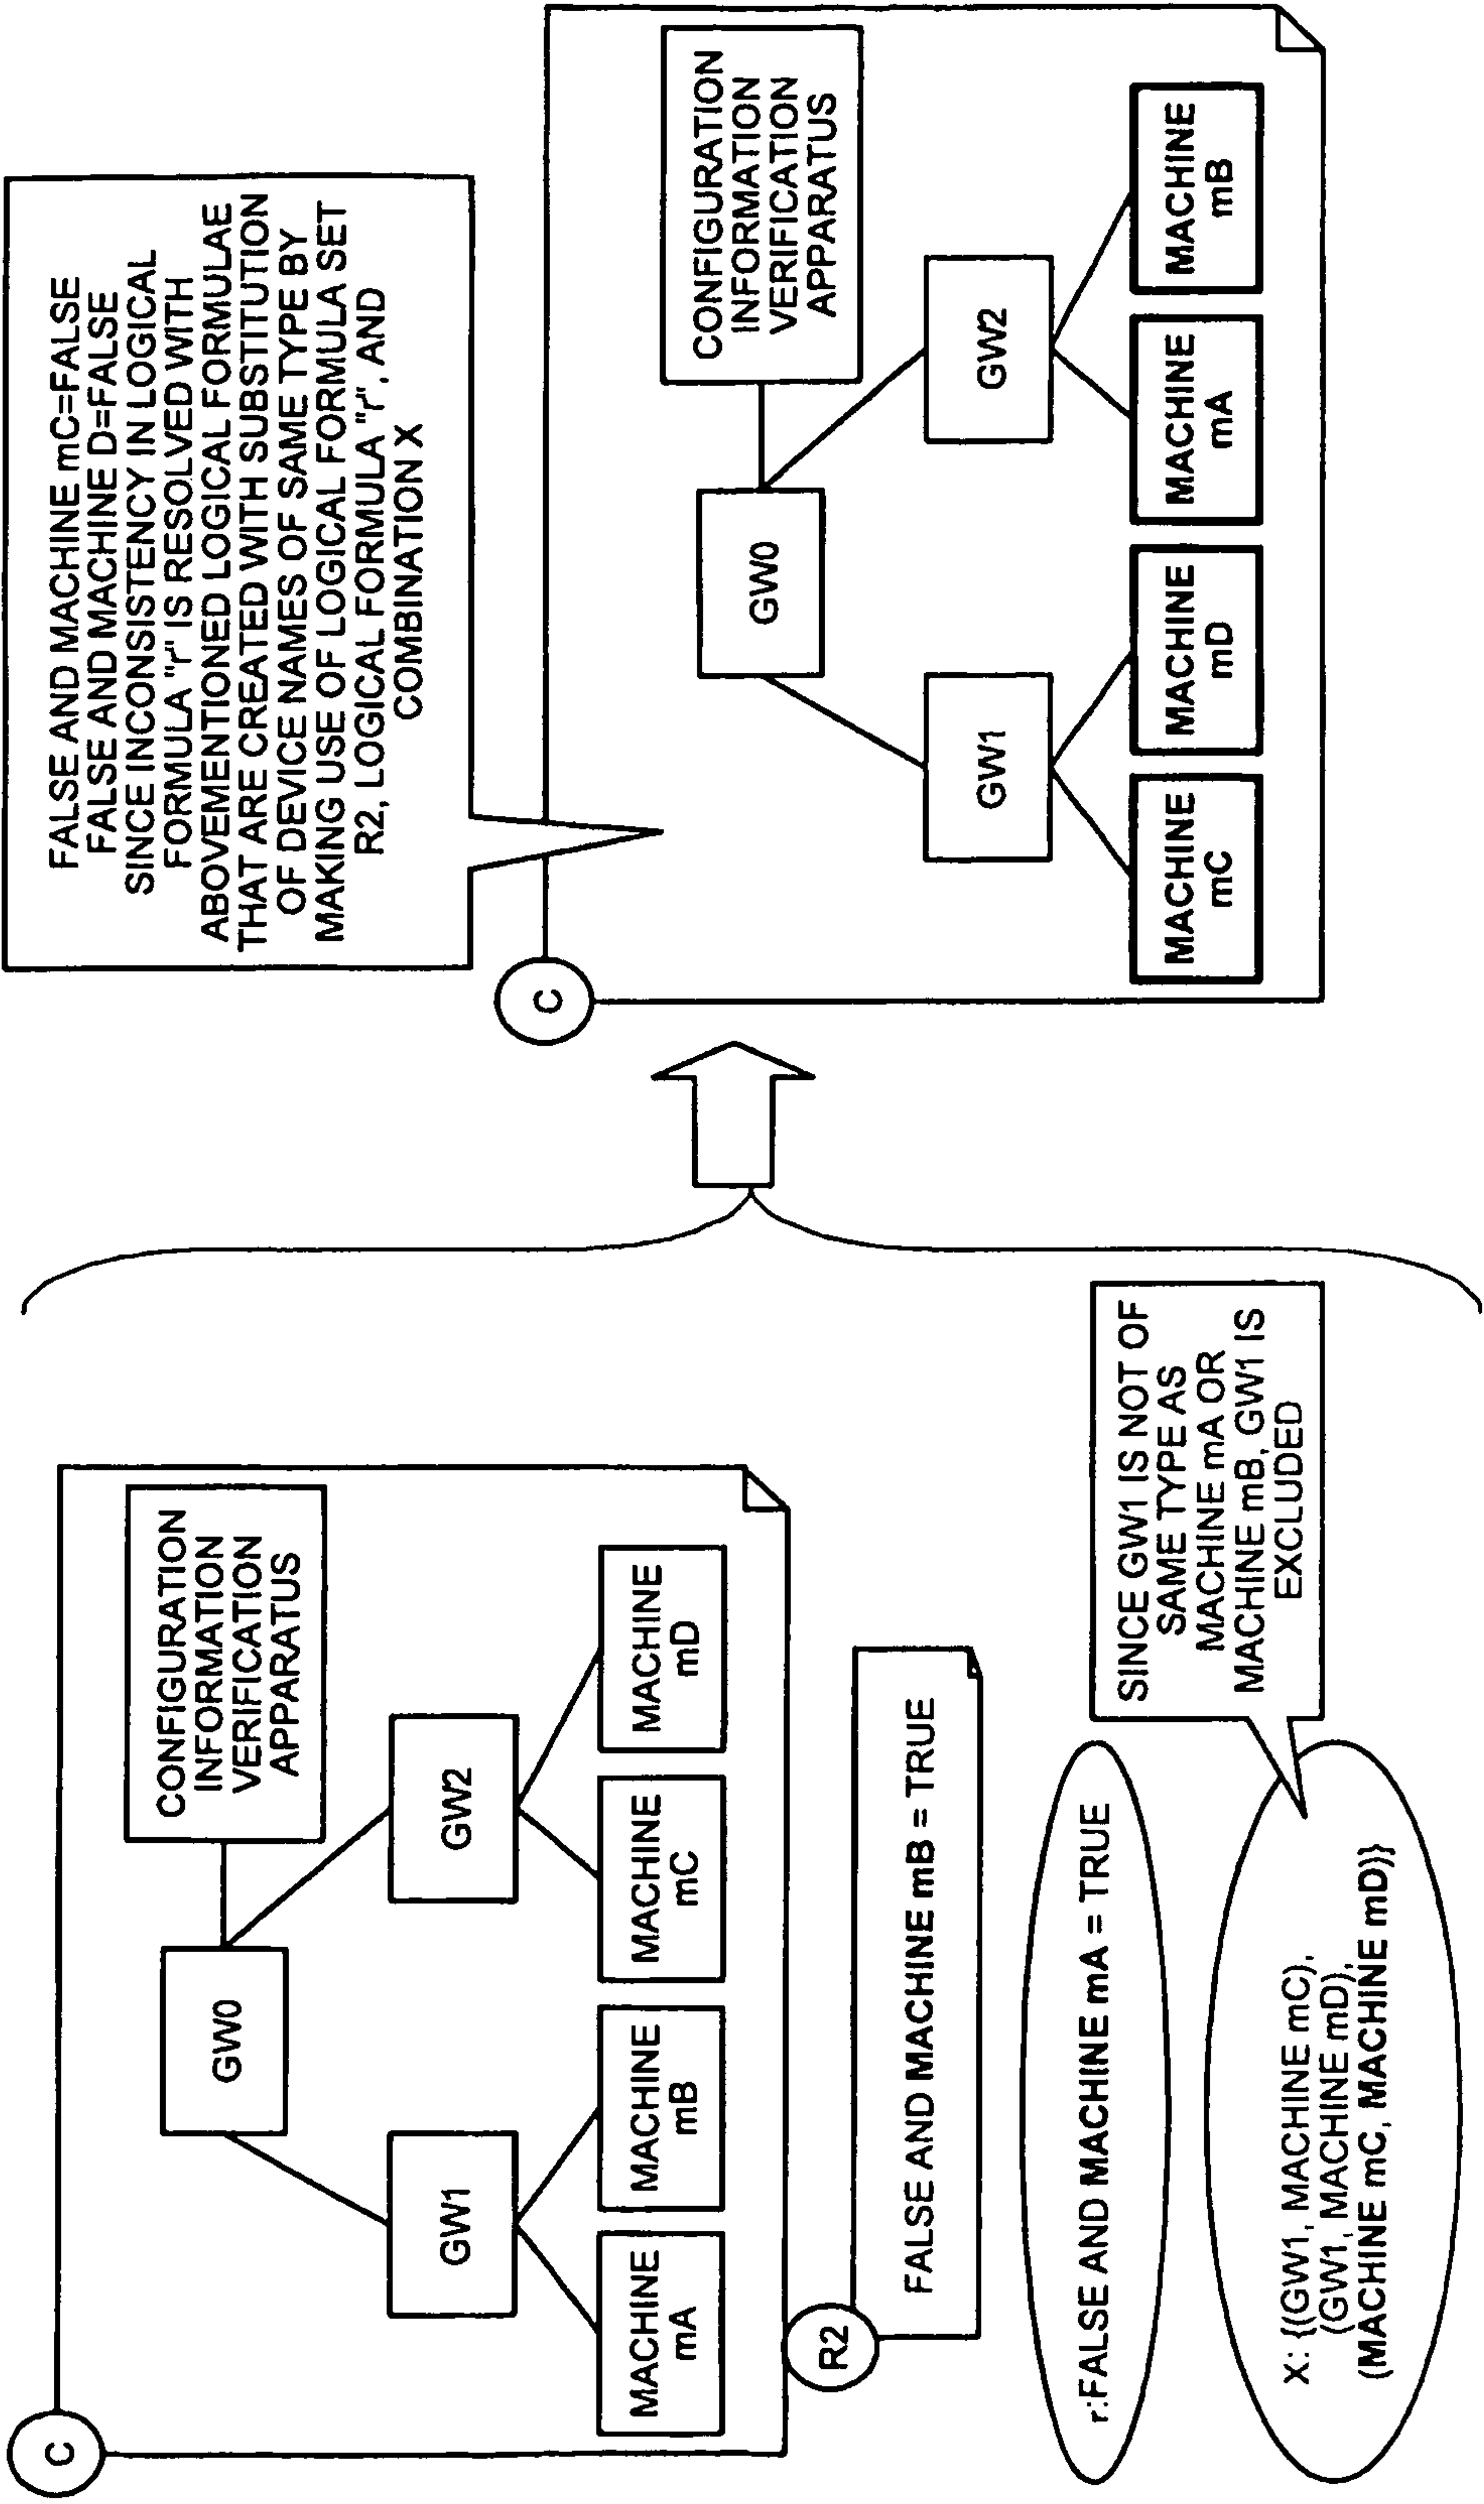 C
CONFIGURATION
INFORMATION
VERIFICATION
APPARATUS
GW0
GW1
GW2
MACHINE
mA
MACHINE
mB
MACHINE
mC
MACHINE
mD
R2
FALSE AND MACHINE mB = TRUE
r:FALSE AND MACHINE mA = TRUE
X: {(GW1, MACHINE mC),
(GW1, MACHINE mD),
(MACHINE mC, MACHINE mD)}
SINCE GW1 IS NOT OF
SAME TYPE AS
MACHINE mA OR
MACHINE mB, GW1 IS
EXCLUDED
FALSE AND MACHINE mC=FALSE
FALSE AND MACHINE D=FALSE
SINCE INCONSISTENCY IN LOGICAL
FORMULA "r" IS RESOLVED WITH
ABOVEMENTIONED LOGICAL FORMULAE
THAT ARE CREATED WITH SUBSTITUTION
OF DEVICE NAMES OF SAME TYPE BY
MAKING USE OF LOGICAL FORMULA SET
R2, LOGICAL FORMULA "r", AND
COMBINATION X
C
CONFIGURATION
INFORMATION
VERIFICATION
APPARATUS
GW0
GW1
GW2
MACHINE
mC
MACHINE
mD
MACHINE
mA
MACHINE
mB